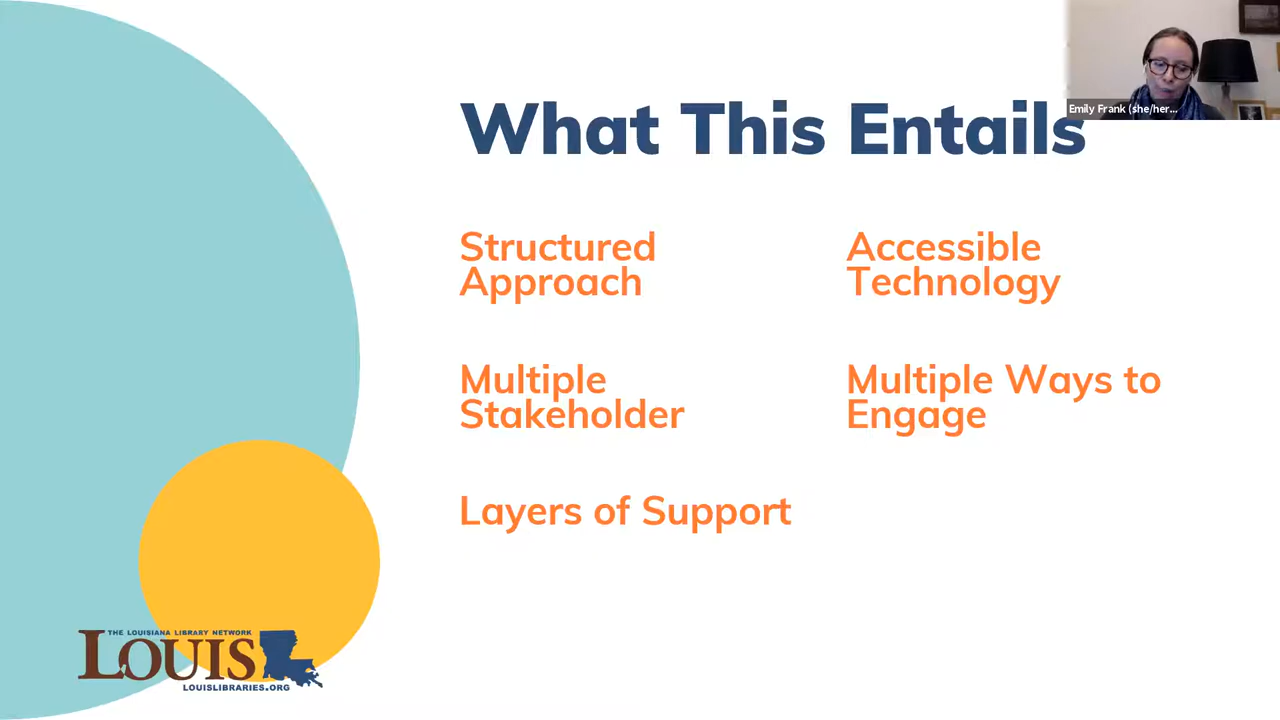 Emily Frank (she/her...
What This Entails
Structured
Approach
Accessible
Technology
Multiple
Stakeholder
Multiple Ways to
Engage
Layers of Support
THE LOUISIANA LIBRARY NETWORK
LOUIS
LOUISLIBRARIES.ORG